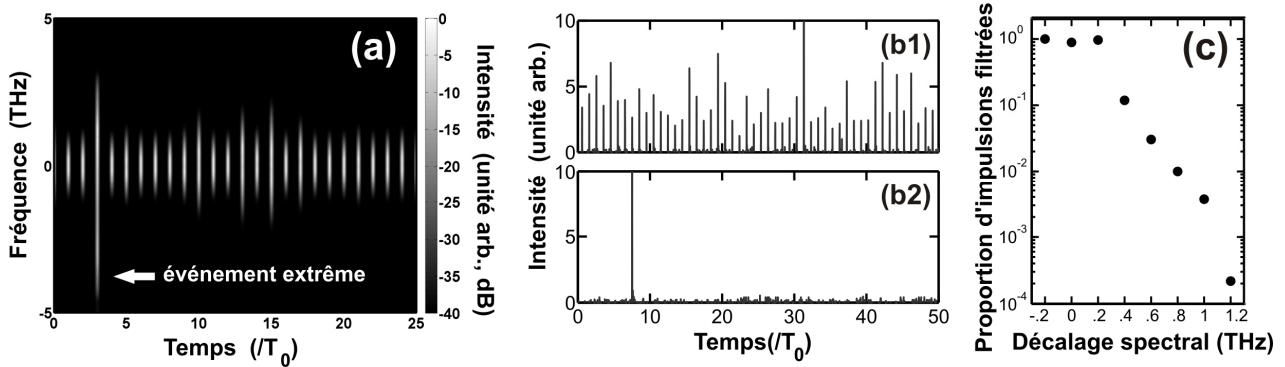 (a)
5
0
-5
Fréquence (THz)
événement extrême
0 5 10 15 20 25
Temps (/T0)
0
-5
-10
-15
-20
-25
-30
-35
-40
Intensité (unité arb., dB)
(b1)
10
5
0
(b2)
10
5
0
Intensité (unité arb.)
0 10 20 30 40 50
Temps(/T0)
(c)
10^0
10^-1
10^-2
10^-3
10^-4
Proportion d'impulsions filtrées
-.2 0 .2 .4 .6 .8 1 1.2
Décalage spectral (THz)